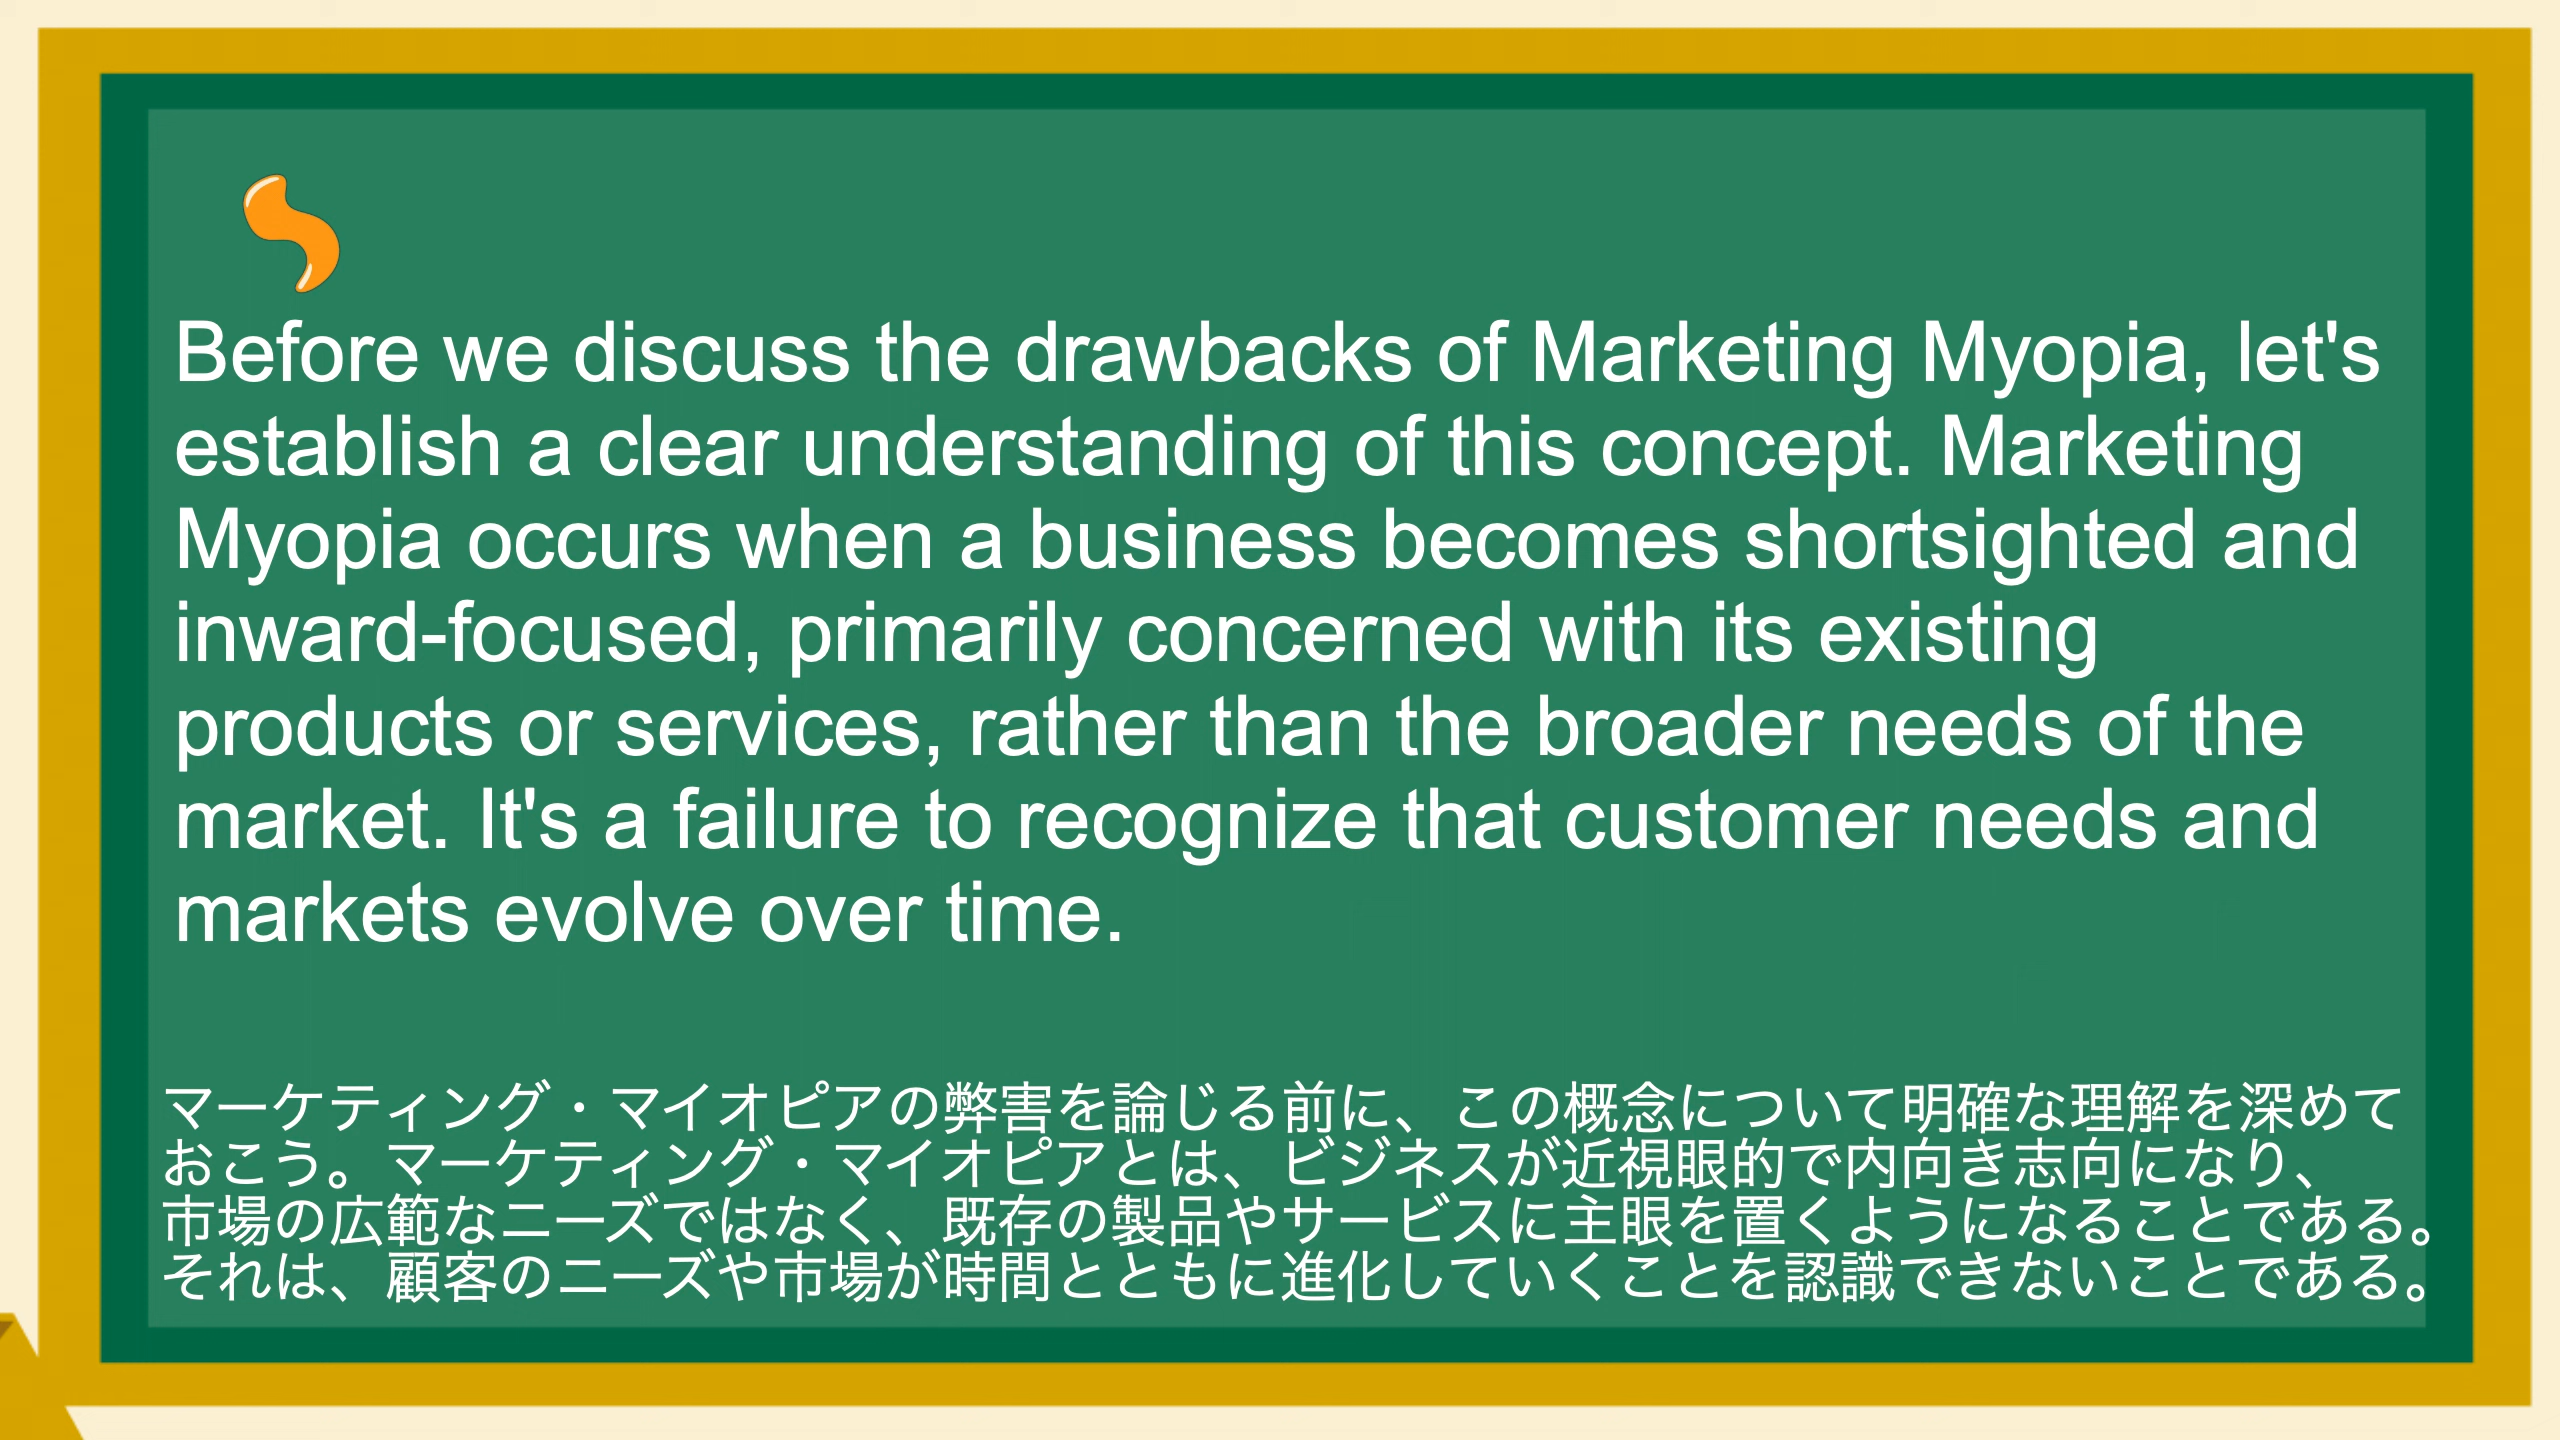 Before we discuss the drawbacks of Marketing Myopia, let's
establish a clear understanding of this concept. Marketing
Myopia occurs when a business becomes shortsighted and
inward-focused, primarily concerned with its existing
products or services, rather than the broader needs of the
market. It's a failure to recognize that customer needs and
markets evolve over time.
マーケティング・マイオピアの弊害を論じる前に、この概念について明確な理解を深めて
おこう。マーケティング・マイオピアとは、ビジネスが近視眼的で内向き志向になり、
市場の広範なニーズではなく、既存の製品やサービスに主眼を置くようになることである。
それは、顧客のニーズや市場が時間とともに進化していくことを認識できないことである。